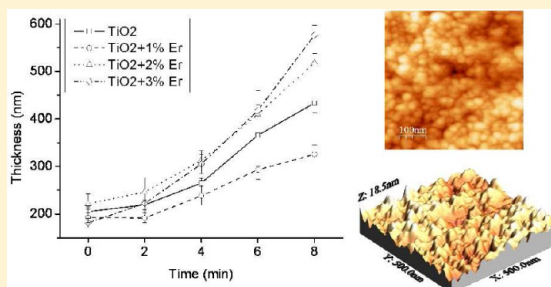 600
500
400
300
200
0
2
4
6
8
Thickness (nm)
Time (min)
TiO2
TiO2+1% Er
TiO2+2% Er
TiO2+3% Er
100nm
Z: 18.5nm
Y: 500.0nm
X: 500.0nm